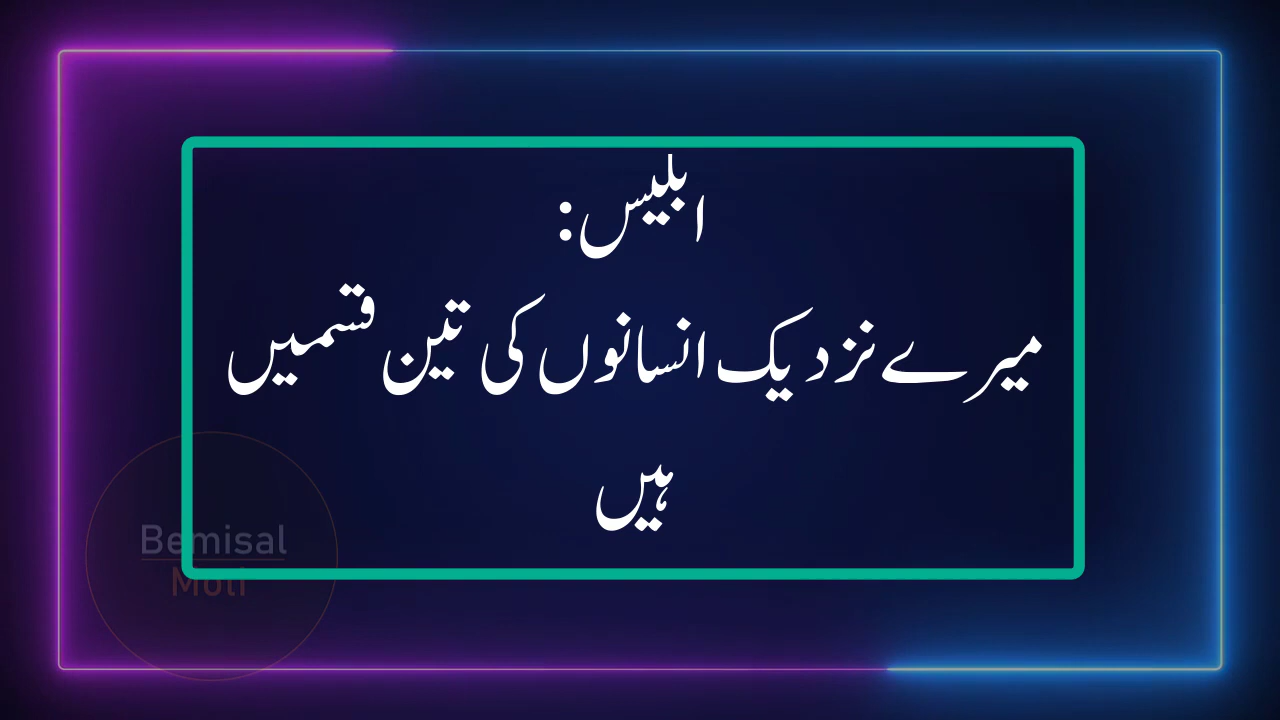 ابلیس:
میرے نزدیک انسانوں کی تین قسمیں
ہیں
Bemisal
Moti